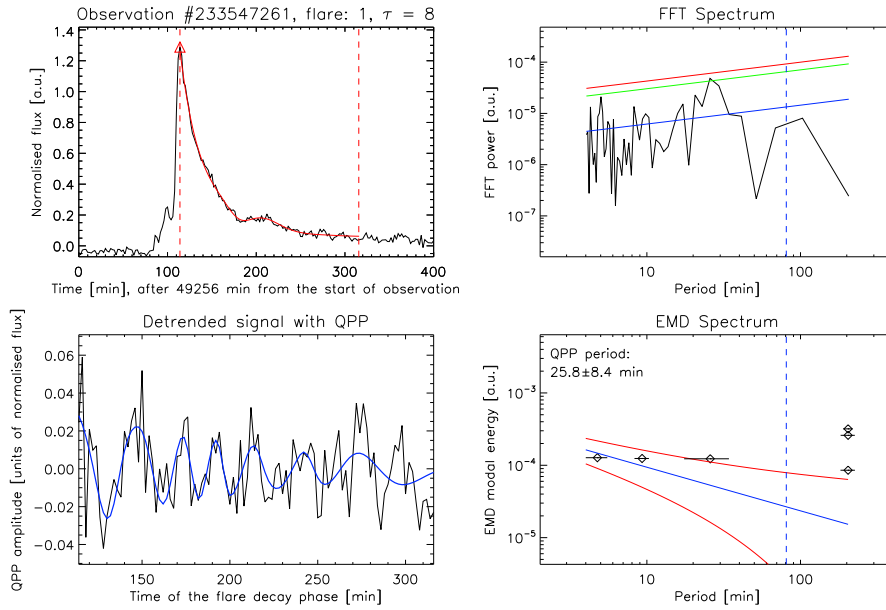 Observation #233547261, flare: 1, τ = 8
Normalised flux [a.u.]
1.4
1.2
1.0
0.8
0.6
0.4
0.2
0.0
0 100 200 300 400
Time [min], after 49256 min from the start of observation
FFT Spectrum
FFT power [a.u.]
10⁻⁴
10⁻⁵
10⁻⁶
10⁻⁷
10 100
Period [min]
Detrended signal with QPP
QPP amplitude [units of normalised flux]
0.06
0.04
0.02
0.00
-0.02
-0.04
150 200 250 300
Time of the flare decay phase [min]
EMD Spectrum
QPP period:
25.8±8.4 min
EMD modal energy [a.u.]
10⁻³
10⁻⁴
10⁻⁵
10 100
Period [min]